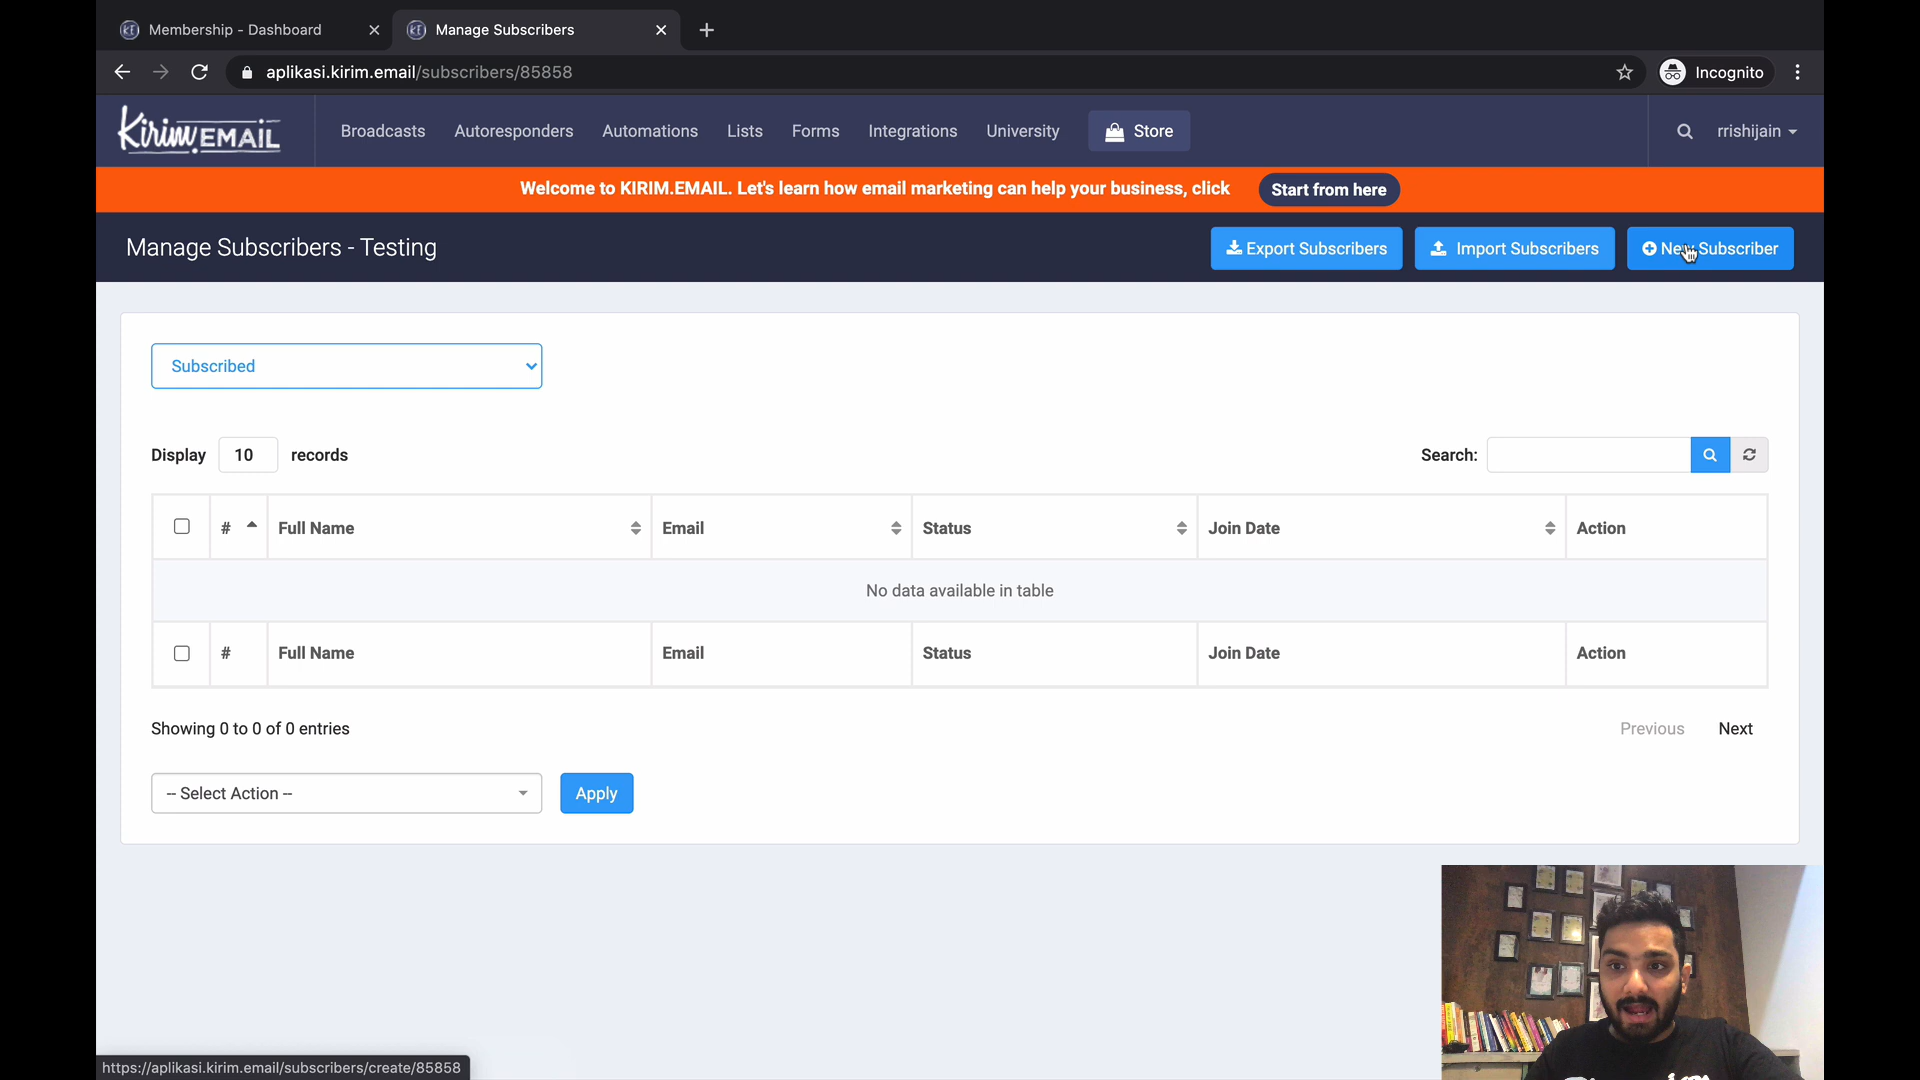 Membership - Dashboard
Manage Subscribers
aplikasi.kirim.email/subscribers/85858
Incognito
Kirim.EMAIL
Broadcasts
Autoresponders
Automations
Lists
Forms
Integrations
University
Store
rrishijain
Welcome to KIRIM.EMAIL. Let's learn how email marketing can help your business, click
Start from here
Manage Subscribers - Testing
Export Subscribers
Import Subscribers
New Subscriber
Subscribed
Display 10 records
Search:
# Full Name Email Status Join Date Action
No data available in table
# Full Name Email Status Join Date Action
Showing 0 to 0 of 0 entries
Previous Next
-- Select Action --
Apply
https://aplikasi.kirim.email/subscribers/create/85858